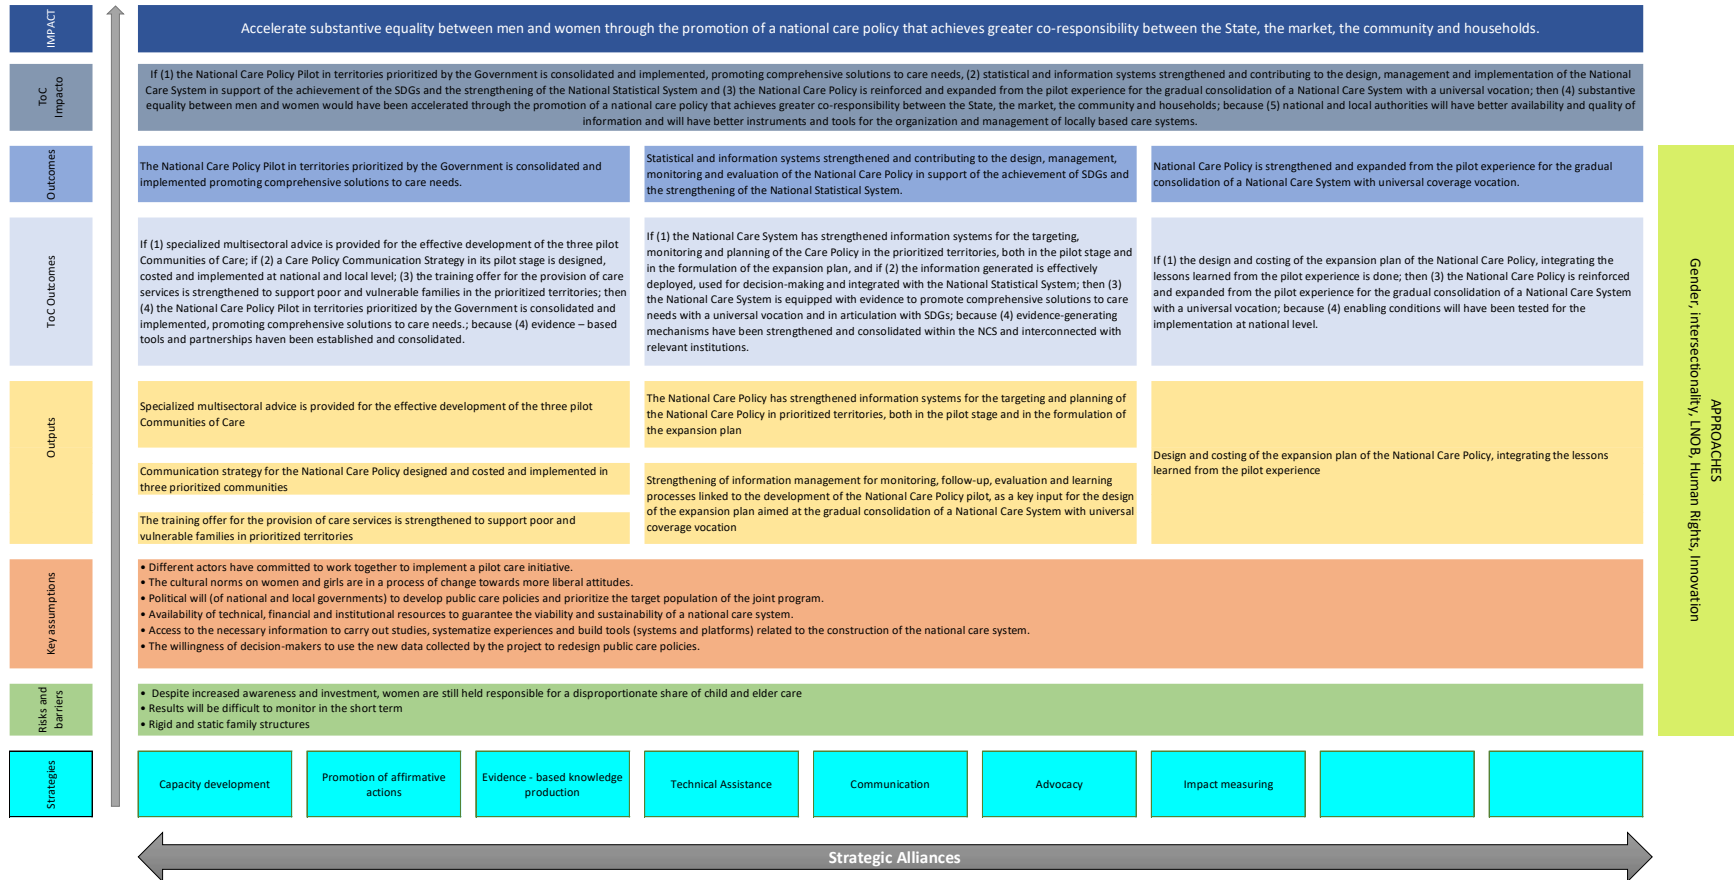 IMPACT
Accelerate substantive equality between men and women through the promotion of a national care policy that achieves greater co-responsibility between the State, the market, the community and households.
ToC
Impacto
If (1) the National Care Policy Pilot in territories prioritized by the Government is consolidated and implemented, promoting comprehensive solutions to care needs, (2) statistical and information systems strengthened and contributing to the design, management and implementation of the National
Care System in support of the achievement of the SDGs and the strengthening of the National Statistical System and (3) the National Care Policy is reinforced and expanded from the pilot experience for the gradual consolidation of a National Care System with a universal vocation; then (4) substantive
equality between men and women would have been accelerated through the promotion of a national care policy that achieves greater co-responsibility between the State, the market, the community and households; because (5) national and local authorities will have better availability and quality of
information and will have better instruments and tools for the organization and management of locally based care systems.
Outcomes
The National Care Policy Pilot in territories prioritized by the Government is consolidated and
implemented promoting comprehensive solutions to care needs.
Statistical and information systems strengthened and contributing to the design, management,
monitoring and evaluation of the National Care Policy in support of the achievement of SDGs and
the strengthening of the National Statistical System.
National Care Policy is strengthened and expanded from the pilot experience for the gradual
consolidation of a National Care System with universal coverage vocation.
ToC Outcomes
If (1) specialized multisectoral advice is provided for the effective development of the three pilot
Communities of Care; if (2) a Care Policy Communication Strategy in its pilot stage is designed,
costed and implemented at national and local level; (3) the training offer for the provision of care
services is strengthened to support poor and vulnerable families in the prioritized territories; then
(4) the National Care Policy Pilot in territories prioritized by the Government is consolidated and
implemented, promoting comprehensive solutions to care needs.; because (4) evidence – based
tools and partnerships haven been established and consolidated.
If (1) the National Care System has strengthened information systems for the targeting,
monitoring and planning of the Care Policy in the prioritized territories, both in the pilot stage and
in the formulation of the expansion plan, and if (2) the information generated is effectively
deployed, used for decision-making and integrated with the National Statistical System; then (3)
the National Care System is equipped with evidence to promote comprehensive solutions to care
needs with a universal vocation and in articulation with SDGs; because (4) evidence-generating
mechanisms have been strengthened and consolidated within the NCS and interconnected with
relevant institutions.
If (1) the design and costing of the expansion plan of the National Care Policy, integrating the
lessons learned from the pilot experience is done; then (3) the National Care Policy is reinforced
and expanded from the pilot experience for the gradual consolidation of a National Care System
with a universal vocation; because (4) enabling conditions will have been tested for the
implementation at national level.
Outputs
Specialized multisectoral advice is provided for the effective development of the three pilot
Communities of Care
Communication strategy for the National Care Policy designed and costed and implemented in
three prioritized communities
The training offer for the provision of care services is strengthened to support poor and
vulnerable families in prioritized territories
The National Care Policy has strengthened information systems for the targeting and planning of
the National Care Policy in prioritized territories, both in the pilot stage and in the formulation of
the expansion plan
Strengthening of information management for monitoring, follow-up, evaluation and learning
processes linked to the development of the National Care Policy pilot, as a key input for the design
of the expansion plan aimed at the gradual consolidation of a National Care System with universal
coverage vocation
Design and costing of the expansion plan of the National Care Policy, integrating the lessons
learned from the pilot experience
Key assumptions
• Different actors have committed to work together to implement a pilot care initiative.
• The cultural norms on women and girls are in a process of change towards more liberal attitudes.
• Political will (of national and local governments) to develop public care policies and prioritize the target population of the joint program.
• Availability of technical, financial and institutional resources to guarantee the viability and sustainability of a national care system.
• Access to the necessary information to carry out studies, systematize experiences and build tools (systems and platforms) related to the construction of the national care system.
• The willingness of decision-makers to use the new data collected by the project to redesign public care policies.
Risks and
barriers
• Despite increased awareness and investment, women are still held responsible for a disproportionate share of child and elder care
• Results will be difficult to monitor in the short term
• Rigid and static family structures
Strategies
Capacity development
Promotion of affirmative
actions
Evidence - based knowledge
production
Technical Assistance
Communication
Advocacy
Impact measuring
Strategic Alliances
APPROACHES
Gender, intersectionality, LNOB, Human Rights, Innovation